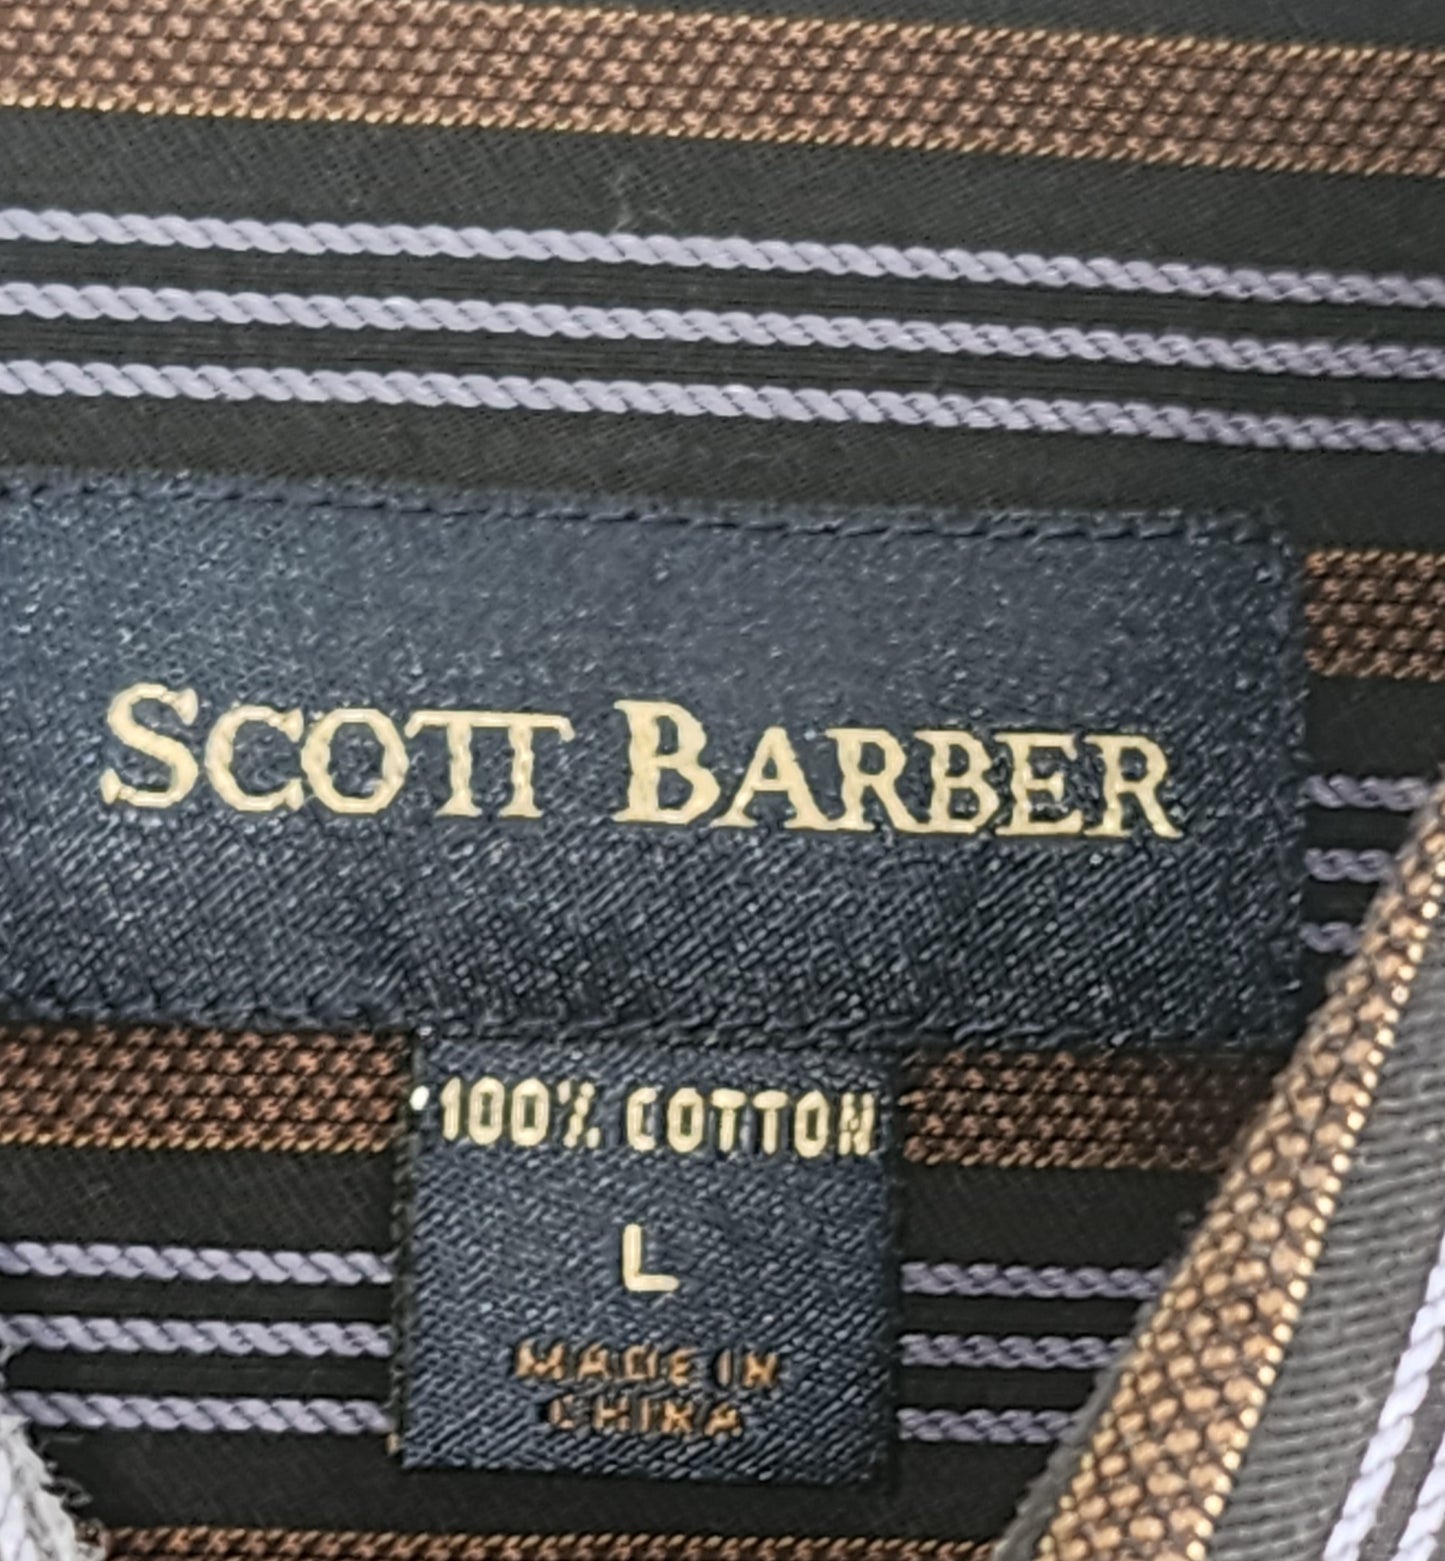 SCOTT BARBER
100% COTTON
L
MADE IN
CHINA